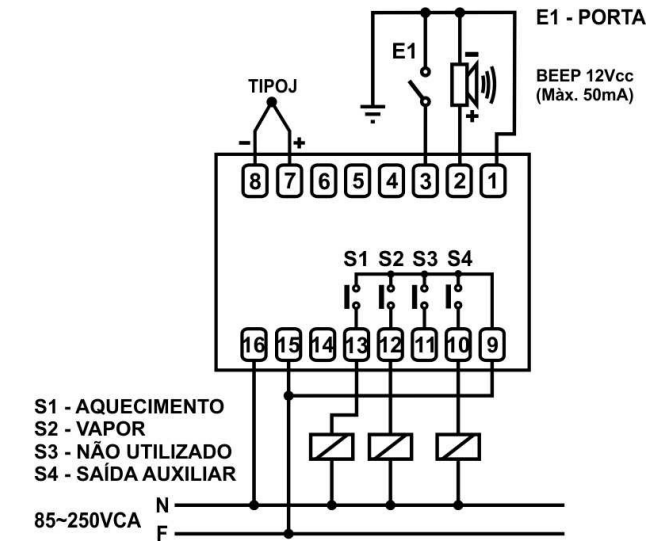 E1 - PORTA
E1
BEEP 12Vcc
(Màx. 50mA)
TIPOJ
- +
-
+
8 7 6 5 4 3 2 1
S1 S2 S3 S4
16 15 14 13 12 11 10 9
S1 - AQUECIMENTO
S2 - VAPOR
S3 - NÃO UTILIZADO
S4 - SAÍDA AUXILIAR
N
85~250VCA
F